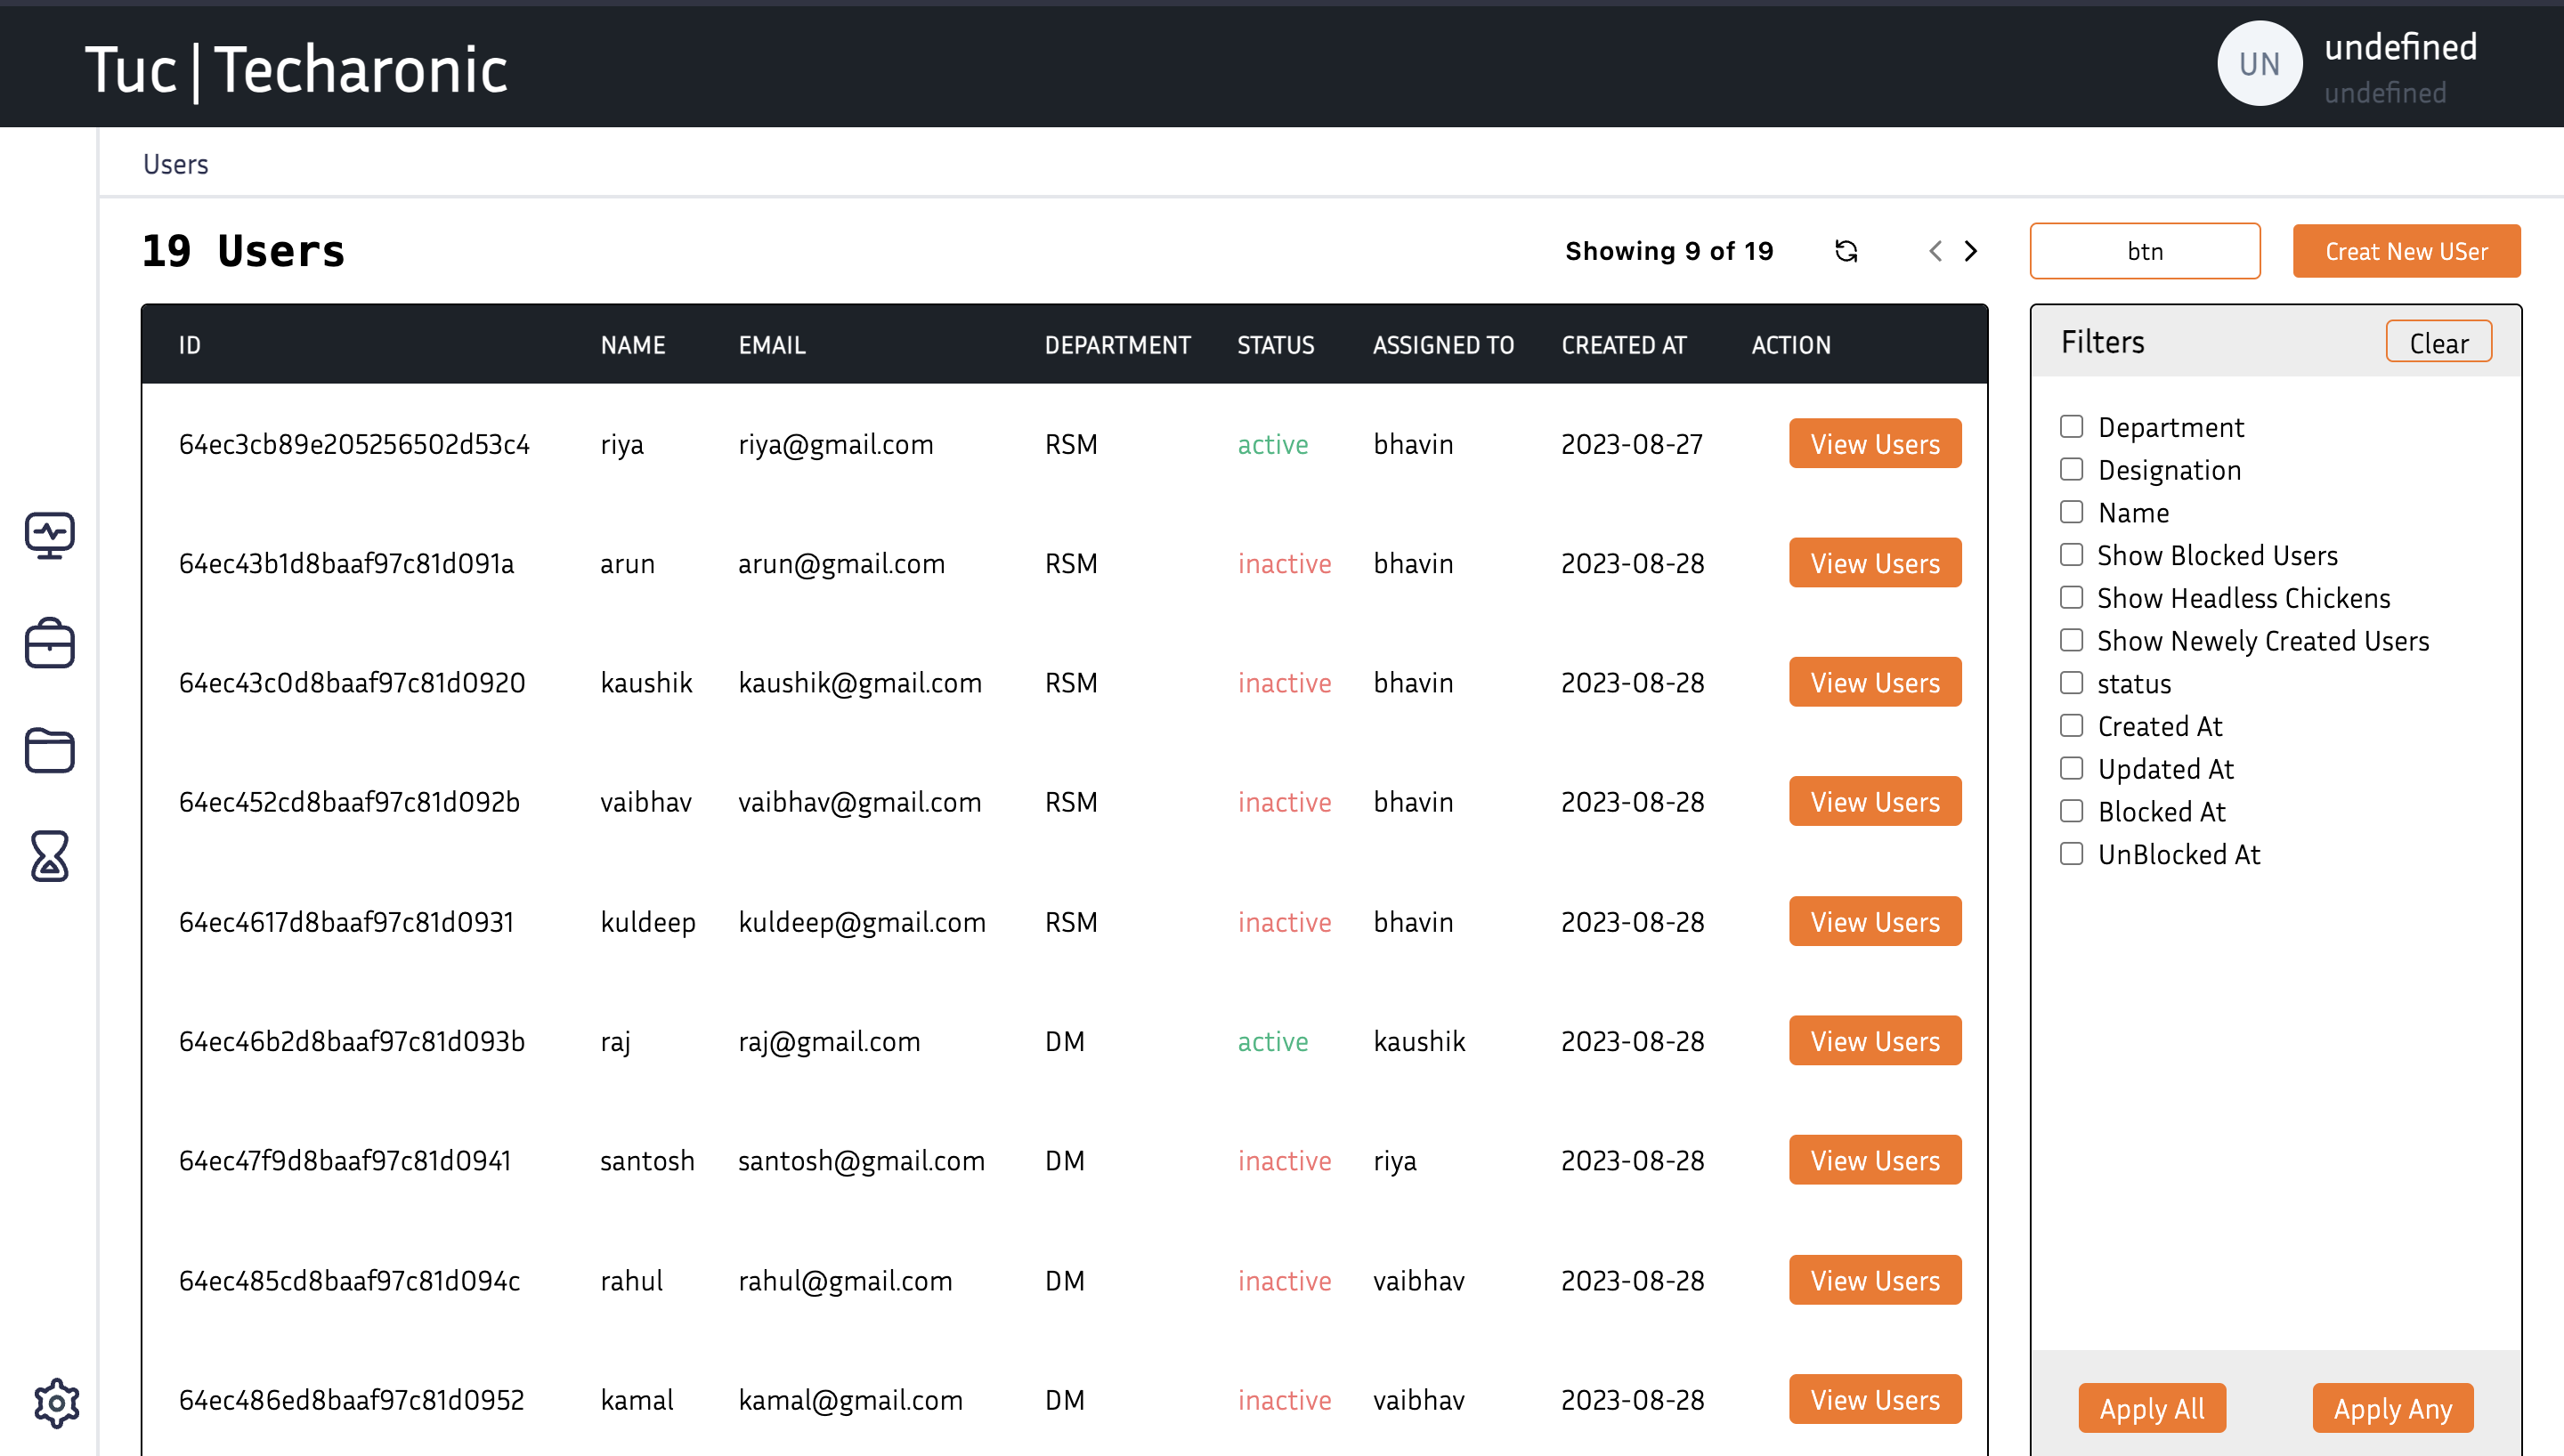 Tuc|Techaronic
UN
undefined
undefined
Users
19 Users
Showing 9 of 19
btn
Creat New USer
ID NAME EMAIL DEPARTMENT STATUS ASSIGNED TO CREATED AT ACTION
64ec3cb89e205256502d53c4 riya riya@gmail.com RSM active bhavin 2023-08-27 View Users
64ec43b1d8baaf97c81d091a arun arun@gmail.com RSM inactive bhavin 2023-08-28 View Users
64ec43c0d8baaf97c81d0920 kaushik kaushik@gmail.com RSM inactive bhavin 2023-08-28 View Users
64ec452cd8baaf97c81d092b vaibhav vaibhav@gmail.com RSM inactive bhavin 2023-08-28 View Users
64ec4617d8baaf97c81d0931 kuldeep kuldeep@gmail.com RSM inactive bhavin 2023-08-28 View Users
64ec46b2d8baaf97c81d093b raj raj@gmail.com DM active kaushik 2023-08-28 View Users
64ec47f9d8baaf97c81d0941 santosh santosh@gmail.com DM inactive riya 2023-08-28 View Users
64ec485cd8baaf97c81d094c rahul rahul@gmail.com DM inactive vaibhav 2023-08-28 View Users
64ec486ed8baaf97c81d0952 kamal kamal@gmail.com DM inactive vaibhav 2023-08-28 View Users
Filters
Clear
Department
Designation
Name
Show Blocked Users
Show Headless Chickens
Show Newely Created Users
status
Created At
Updated At
Blocked At
UnBlocked At
Apply All
Apply Any